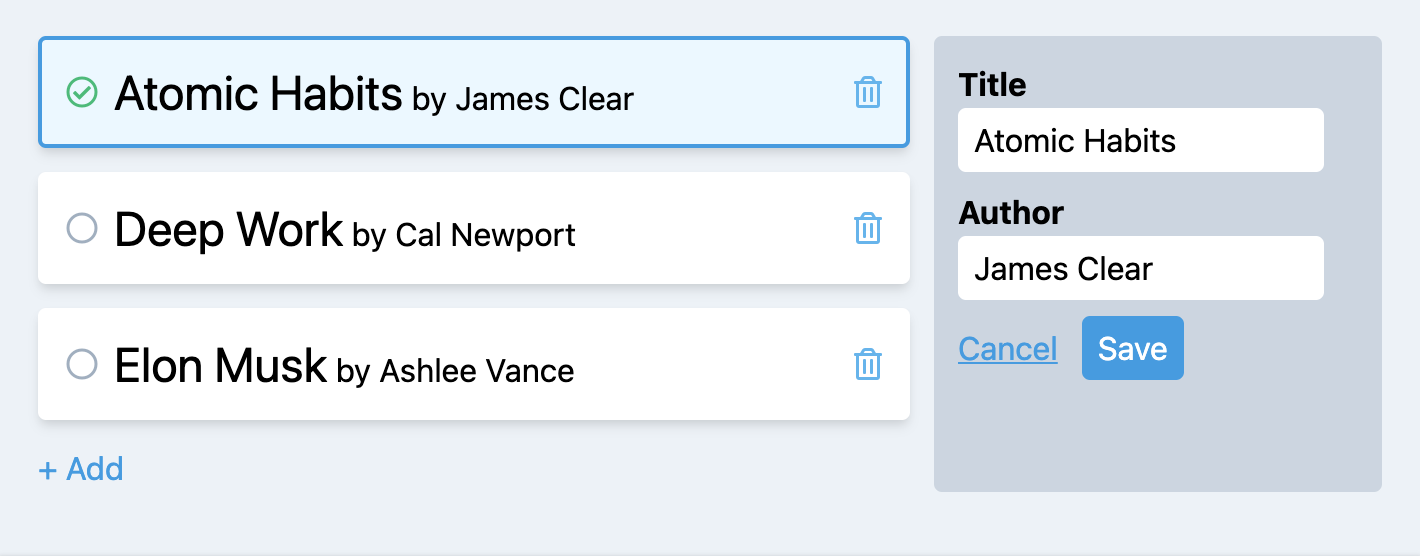 Atomic Habits by James Clear
Deep Work by Cal Newport
Elon Musk by Ashlee Vance
+ Add
Title
Atomic Habits
Author
James Clear
Cancel Save